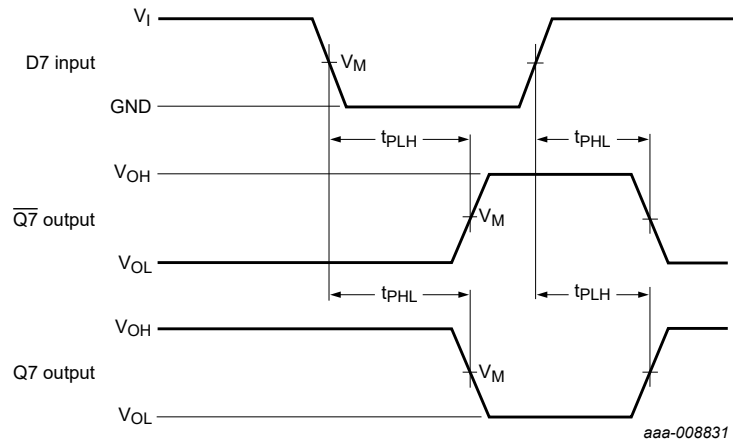 V_I
D7 input
V_M
GND
t_PLH
t_PHL
V_OH
Q7 output
V_M
V_OL
t_PHL
t_PLH
V_OH
Q7 output
V_M
V_OL
aaa-008831